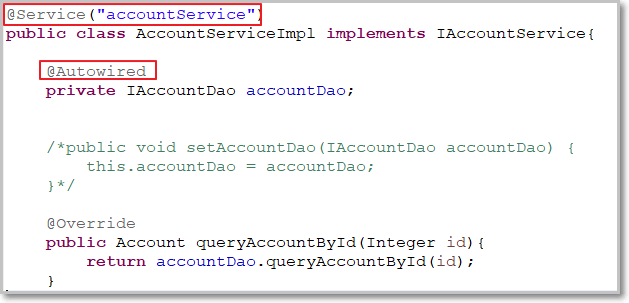 @Service("accountService")
public class AccountServiceImpl implements IAccountService{
@Autowired
private IAccountDao accountDao;
/*public void setAccountDao(IAccountDao accountDao) {
this.accountDao = accountDao;
}*/
@Override
public Account queryAccountById(Integer id){
return accountDao.queryAccountById(id);
}